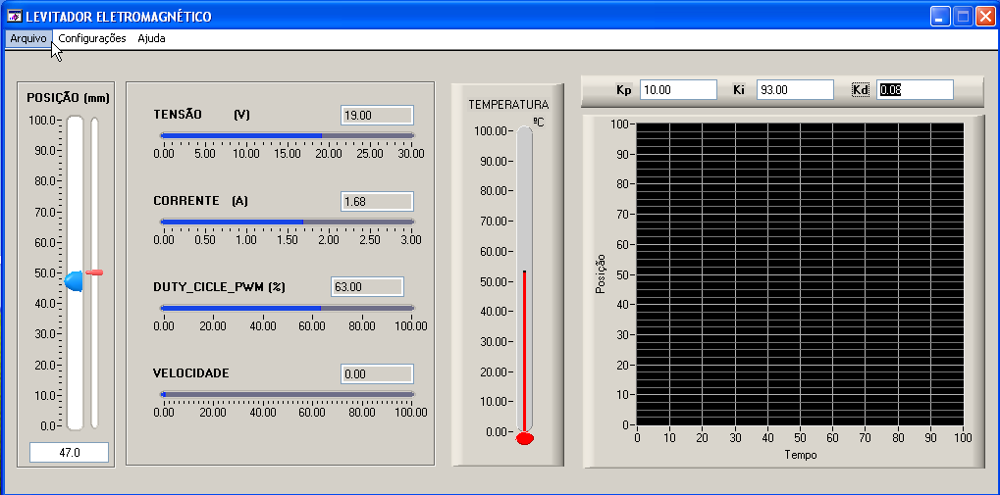 LEVITADOR ELETROMAGNÉTICO
Arquivo Configurações Ajuda
POSIÇÃO (mm)
100.0
90.0
80.0
70.0
60.0
50.0
40.0
30.0
20.0
10.0
0.0
47.0
TENSÃO (V) 19.00
0.00 5.00 10.00 15.00 20.00 25.00 30.00
CORRENTE (A) 1.68
0.00 0.50 1.00 1.50 2.00 2.50 3.00
DUTY_CICLE_PWM (%) 63.00
0.00 20.00 40.00 60.00 80.00 100.00
VELOCIDADE 0.00
0.00 20.00 40.00 60.00 80.00 100.00
TEMPERATURA
ºC
100.00
90.00
80.00
70.00
60.00
50.00
40.00
30.00
20.00
10.00
0.00
Kp 10.00 Ki 93.00 Kd 0.08
Posição
100
90
80
70
60
50
40
30
20
10
0
0 10 20 30 40 50 60 70 80 90 100
Tempo